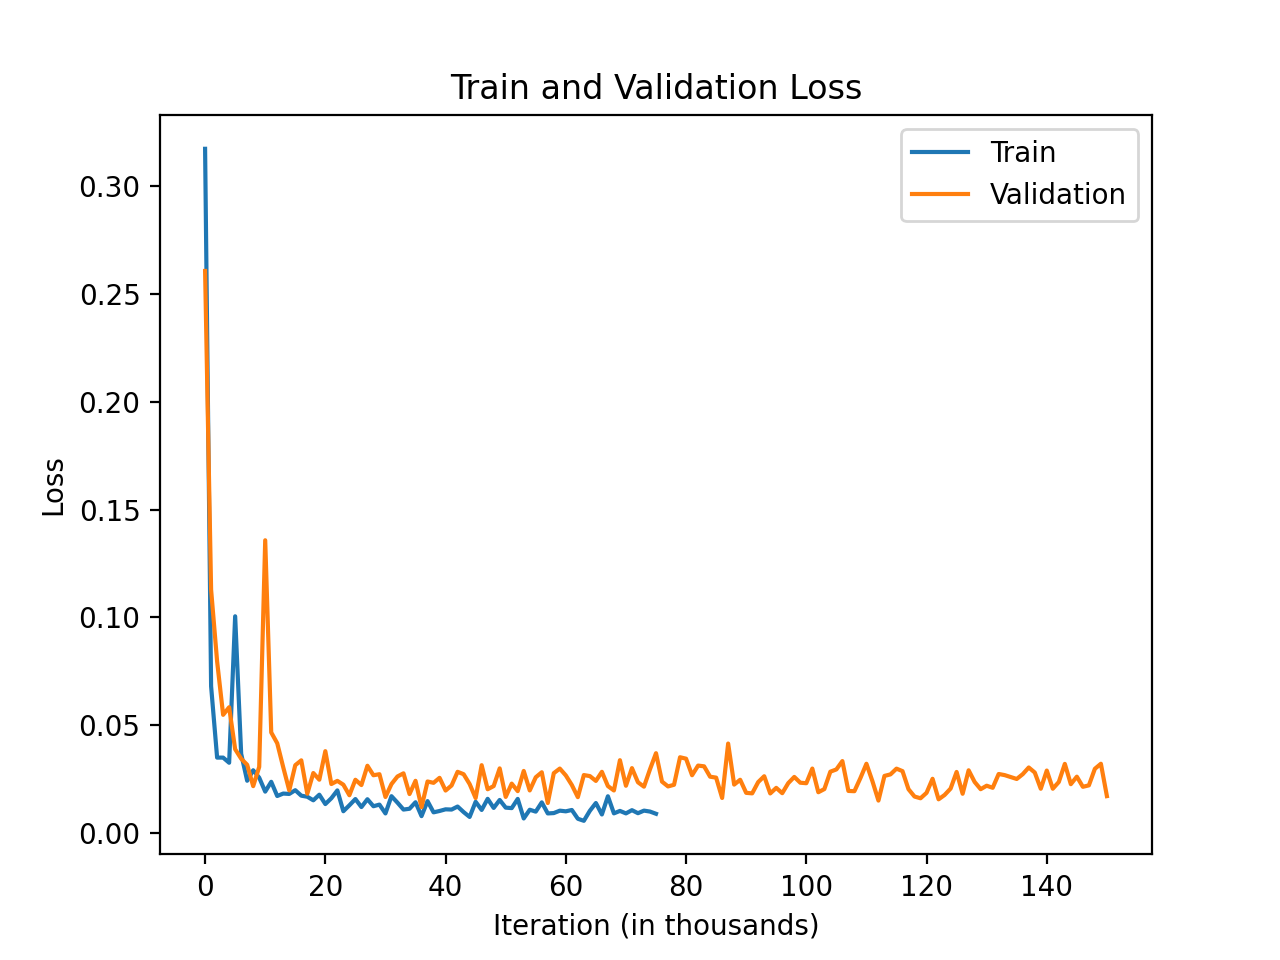 Train and Validation Loss
Train
Validation
0.30
0.25
0.20
0.15
0.10
0.05
0.00
Loss
0 20 40 60 80 100 120 140
Iteration (in thousands)